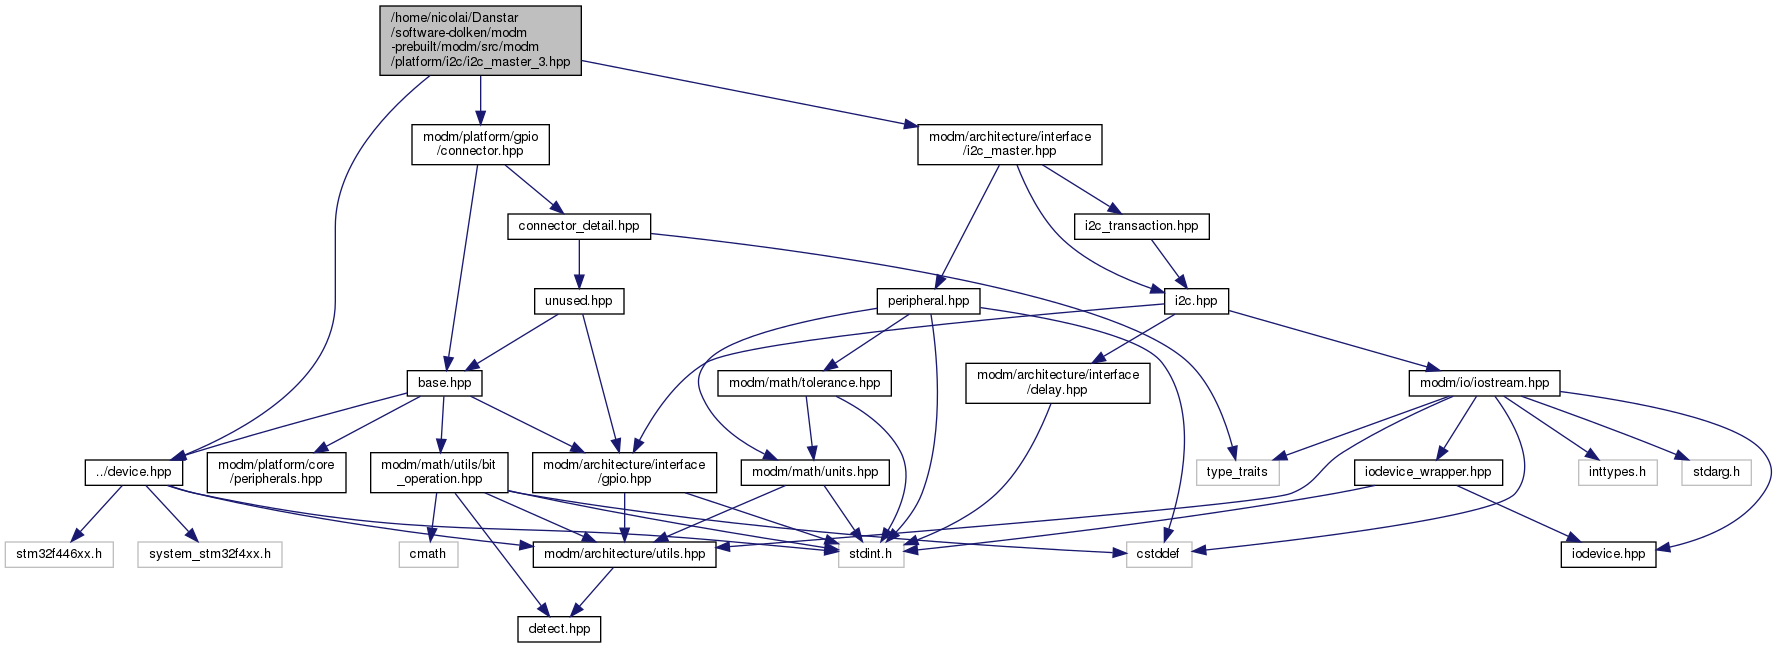 /home/nicolai/Danstar
/software-dolken/modm
-prebuilt/modm/src/modm
/platform/i2c/i2c_master_3.hpp
modm/platform/gpio
/connector.hpp
modm/architecture/interface
/i2c_master.hpp
connector_detail.hpp
i2c_transaction.hpp
unused.hpp
peripheral.hpp
i2c.hpp
base.hpp
modm/math/tolerance.hpp
modm/architecture/interface
/delay.hpp
modm/io/iostream.hpp
../device.hpp
modm/platform/core
/peripherals.hpp
modm/math/utils/bit
_operation.hpp
modm/architecture/interface
/gpio.hpp
modm/math/units.hpp
type_traits
iodevice_wrapper.hpp
inttypes.h
stdarg.h
stm32f446xx.h
system_stm32f4xx.h
cmath
modm/architecture/utils.hpp
stdint.h
cstddef
iodevice.hpp
detect.hpp